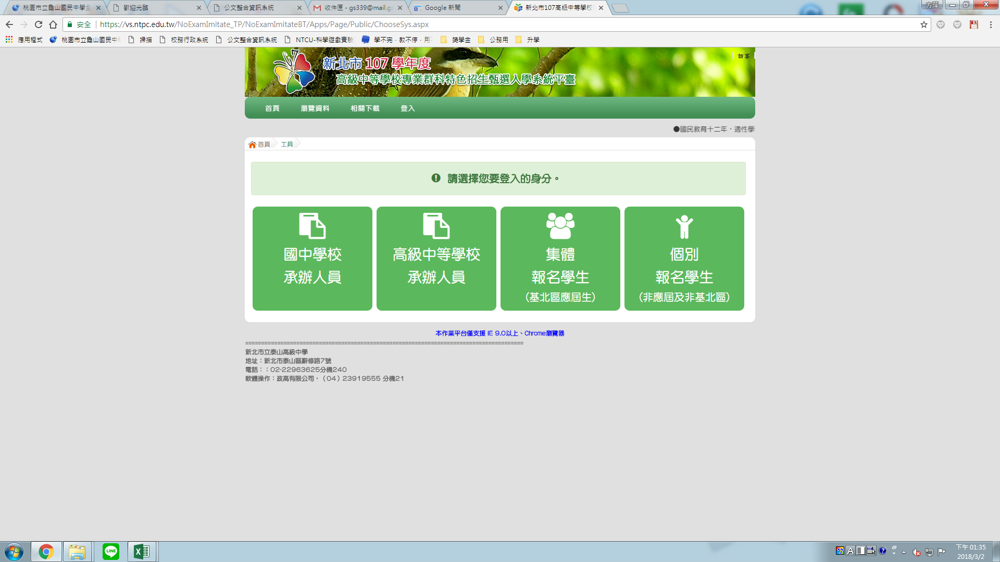 桃園市立龜山國民中學全
歡迎光臨
公文整合資訊系統
收件匣 - gs339@mail.gs
Google 新聞
新北市107高級中等學校
方萍
安全 | https://vs.ntpc.edu.tw/NoExamImitate_TP/NoExamImitateBT/Apps/Page/Public/ChooseSys.aspx
應用程式 桃園市立龜山國民中 掃描 校務行政系統 公文整合資訊系統 NTCU-科學遊戲實驗 學不完．教不停．用 獎學金 公務用 升學
訪客
新北市 107 學年度
高級中等學校專業群科特色招生甄選入學系統平臺
首頁 瀏覽資料 相關下載 登入
●國民教育十二年，適性學
首頁 工具
請選擇您要登入的身分。
國中學校
承辦人員
高級中等學校
承辦人員
集體
報名學生
(基北區應屆生)
個別
報名學生
(非應屆及非基北區)
本作業平台僅支援 IE 9.0以上、Chrome瀏覽器
新北市立泰山高級中學
地址：新北市泰山區辭修路7號
電話：：02-22963625分機240
軟體操作：政高有限公司，（04）23919555 分機21
LINE
下午 01:35
2018/3/2